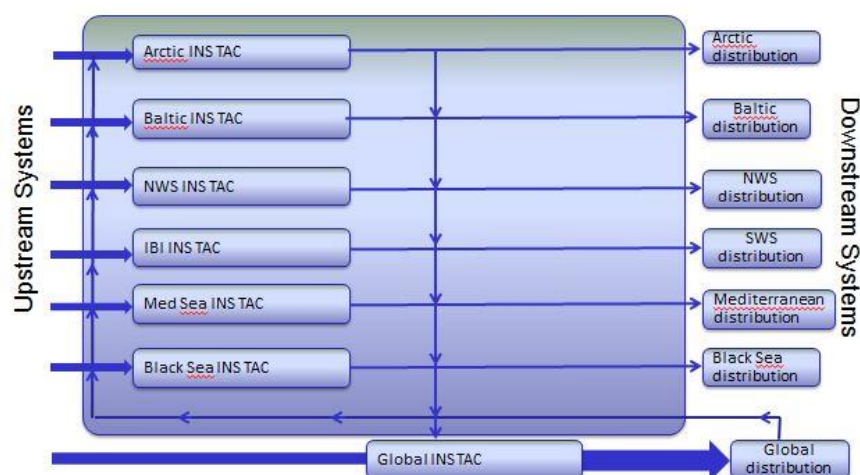 Upstream Systems
Arctic INS TAC
Arctic
distribution
Baltic INS TAC
Baltic
distribution
NWS INS TAC
NWS
distribution
IBI INS TAC
SWS
distribution
Med Sea INS TAC
Mediterranean
distribution
Black Sea INS TAC
Black Sea
distribution
Global INS TAC
Global
distribution
Downstream Systems